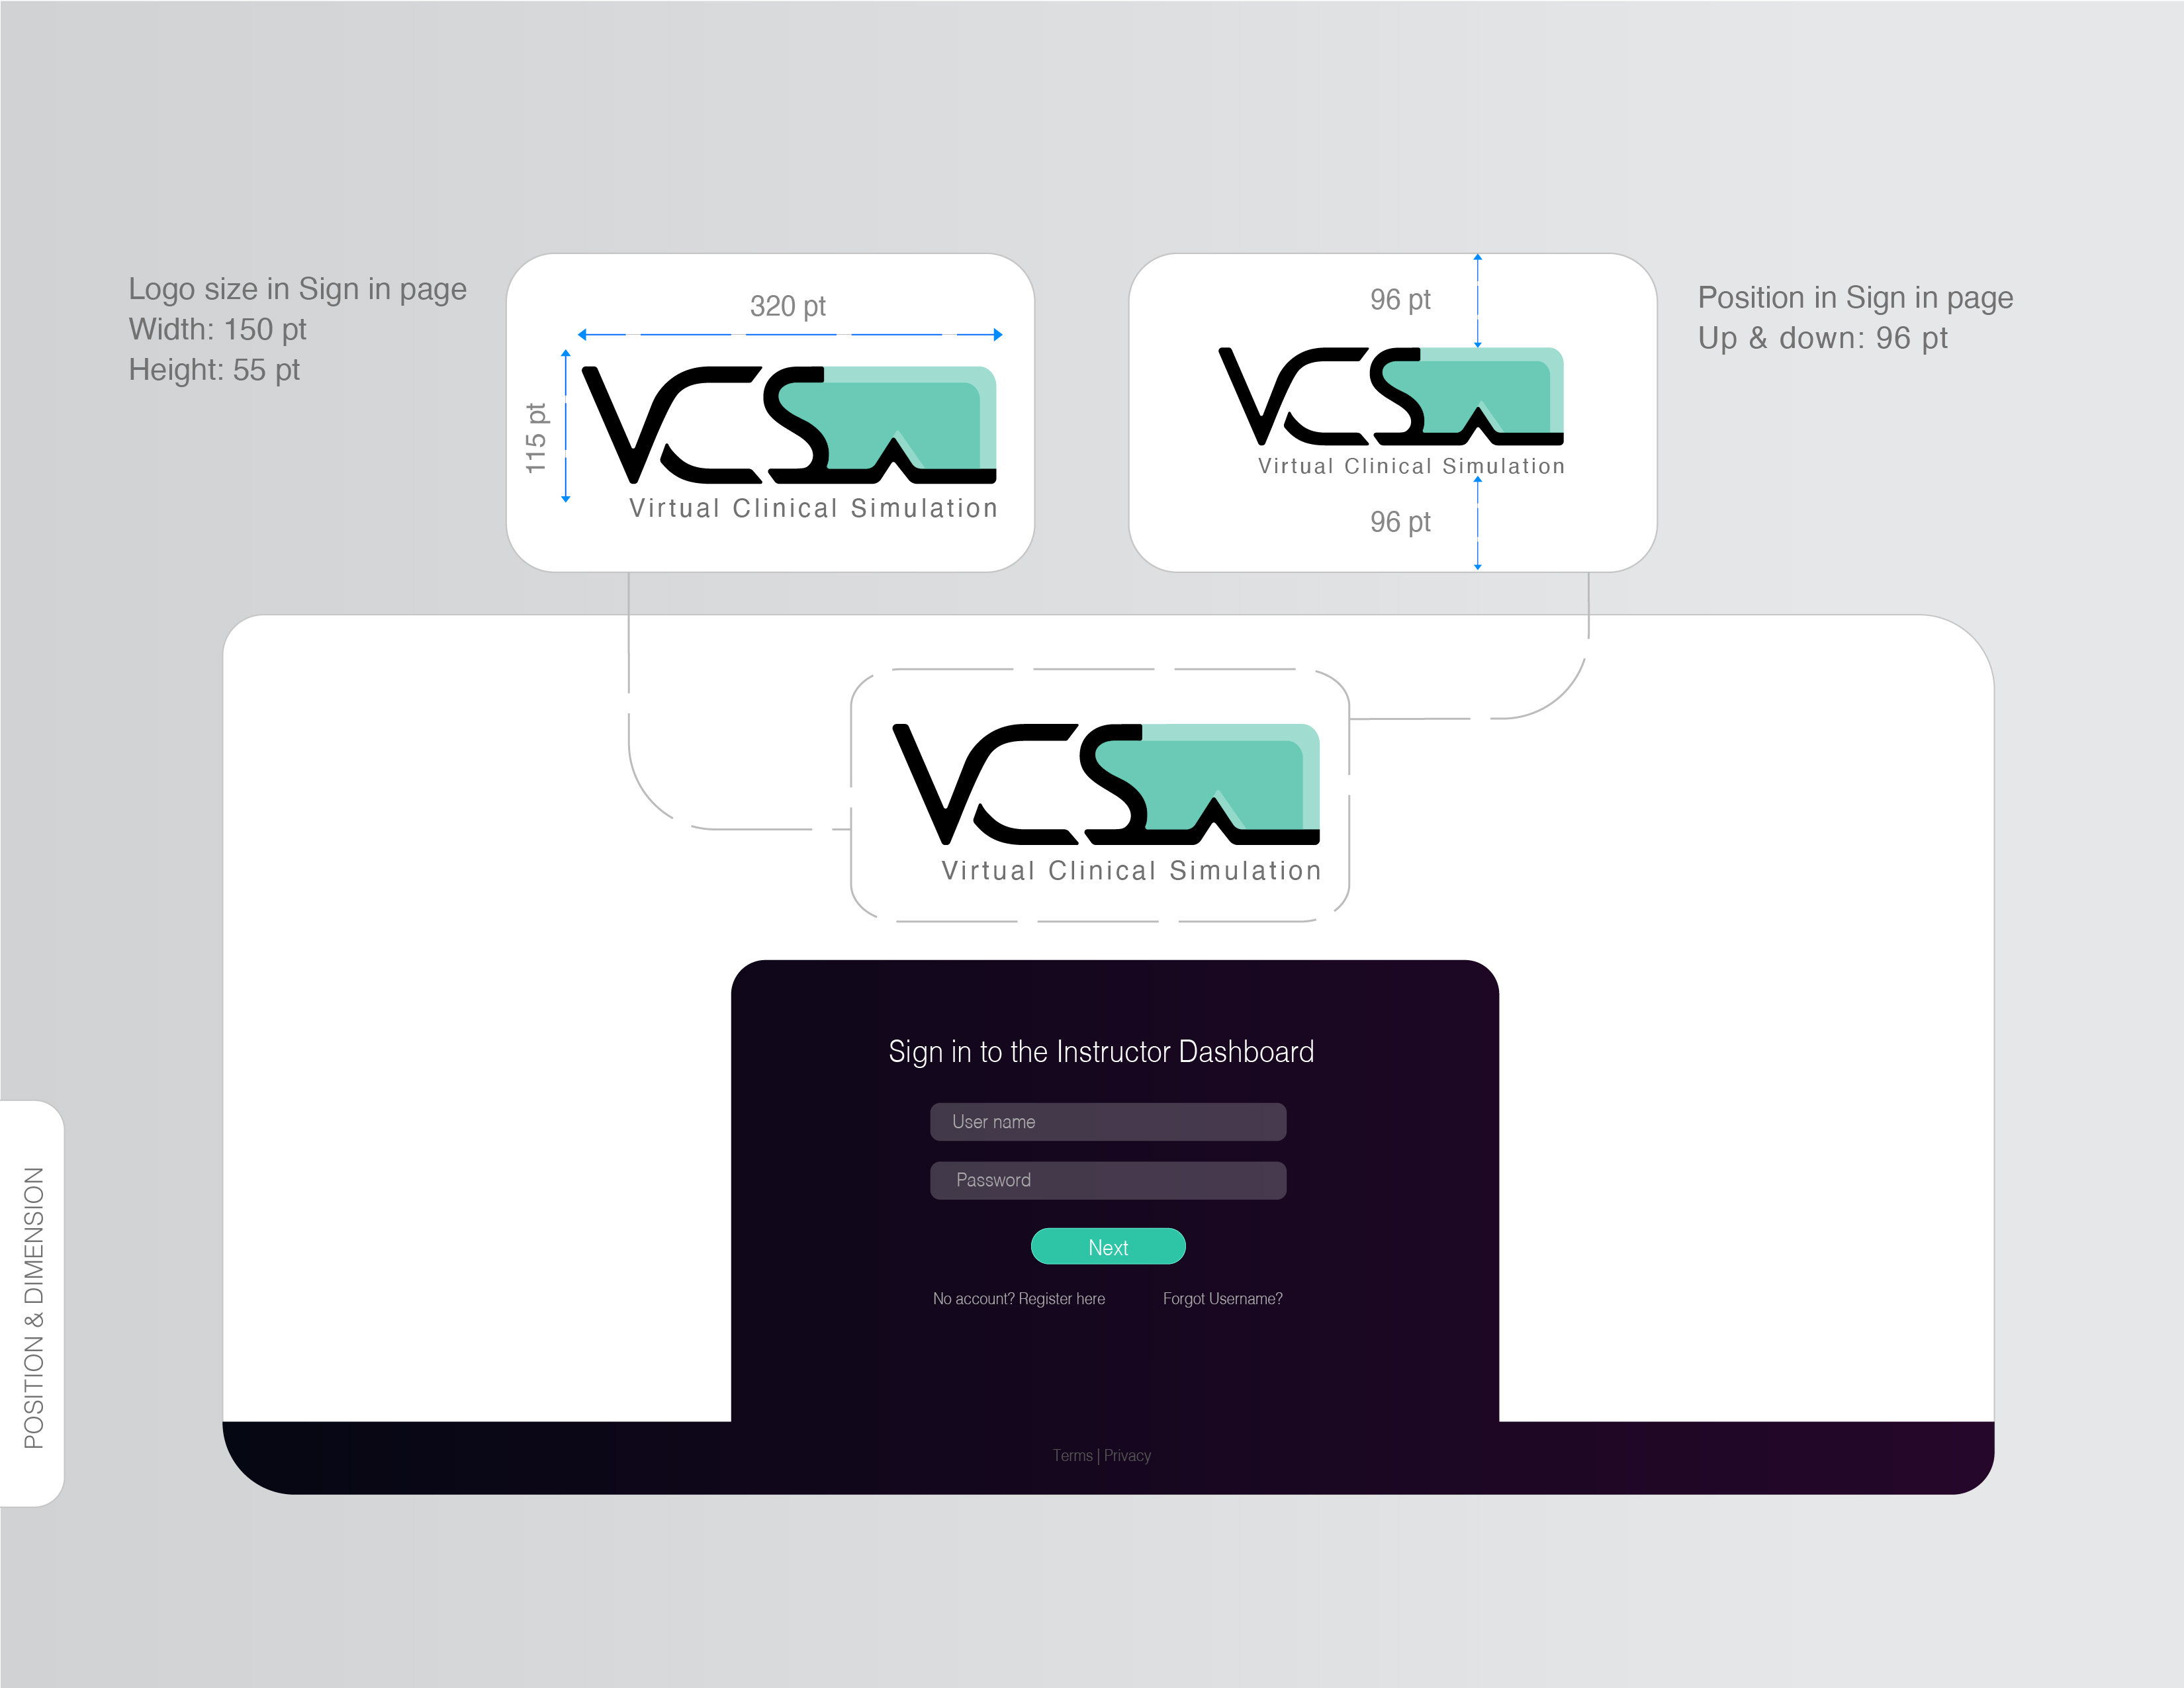 Logo size in Sign in page
Width: 150 pt
Height: 55 pt
320 pt
115 pt
VCS
Virtual Clinical Simulation
96 pt
VCS
Virtual Clinical Simulation
96 pt
Position in Sign in page
Up & down: 96 pt
VCS
Virtual Clinical Simulation
Sign in to the Instructor Dashboard
User name
Password
Next
No account? Register here
Forgot Username?
Terms | Privacy
POSITION & DIMENSION